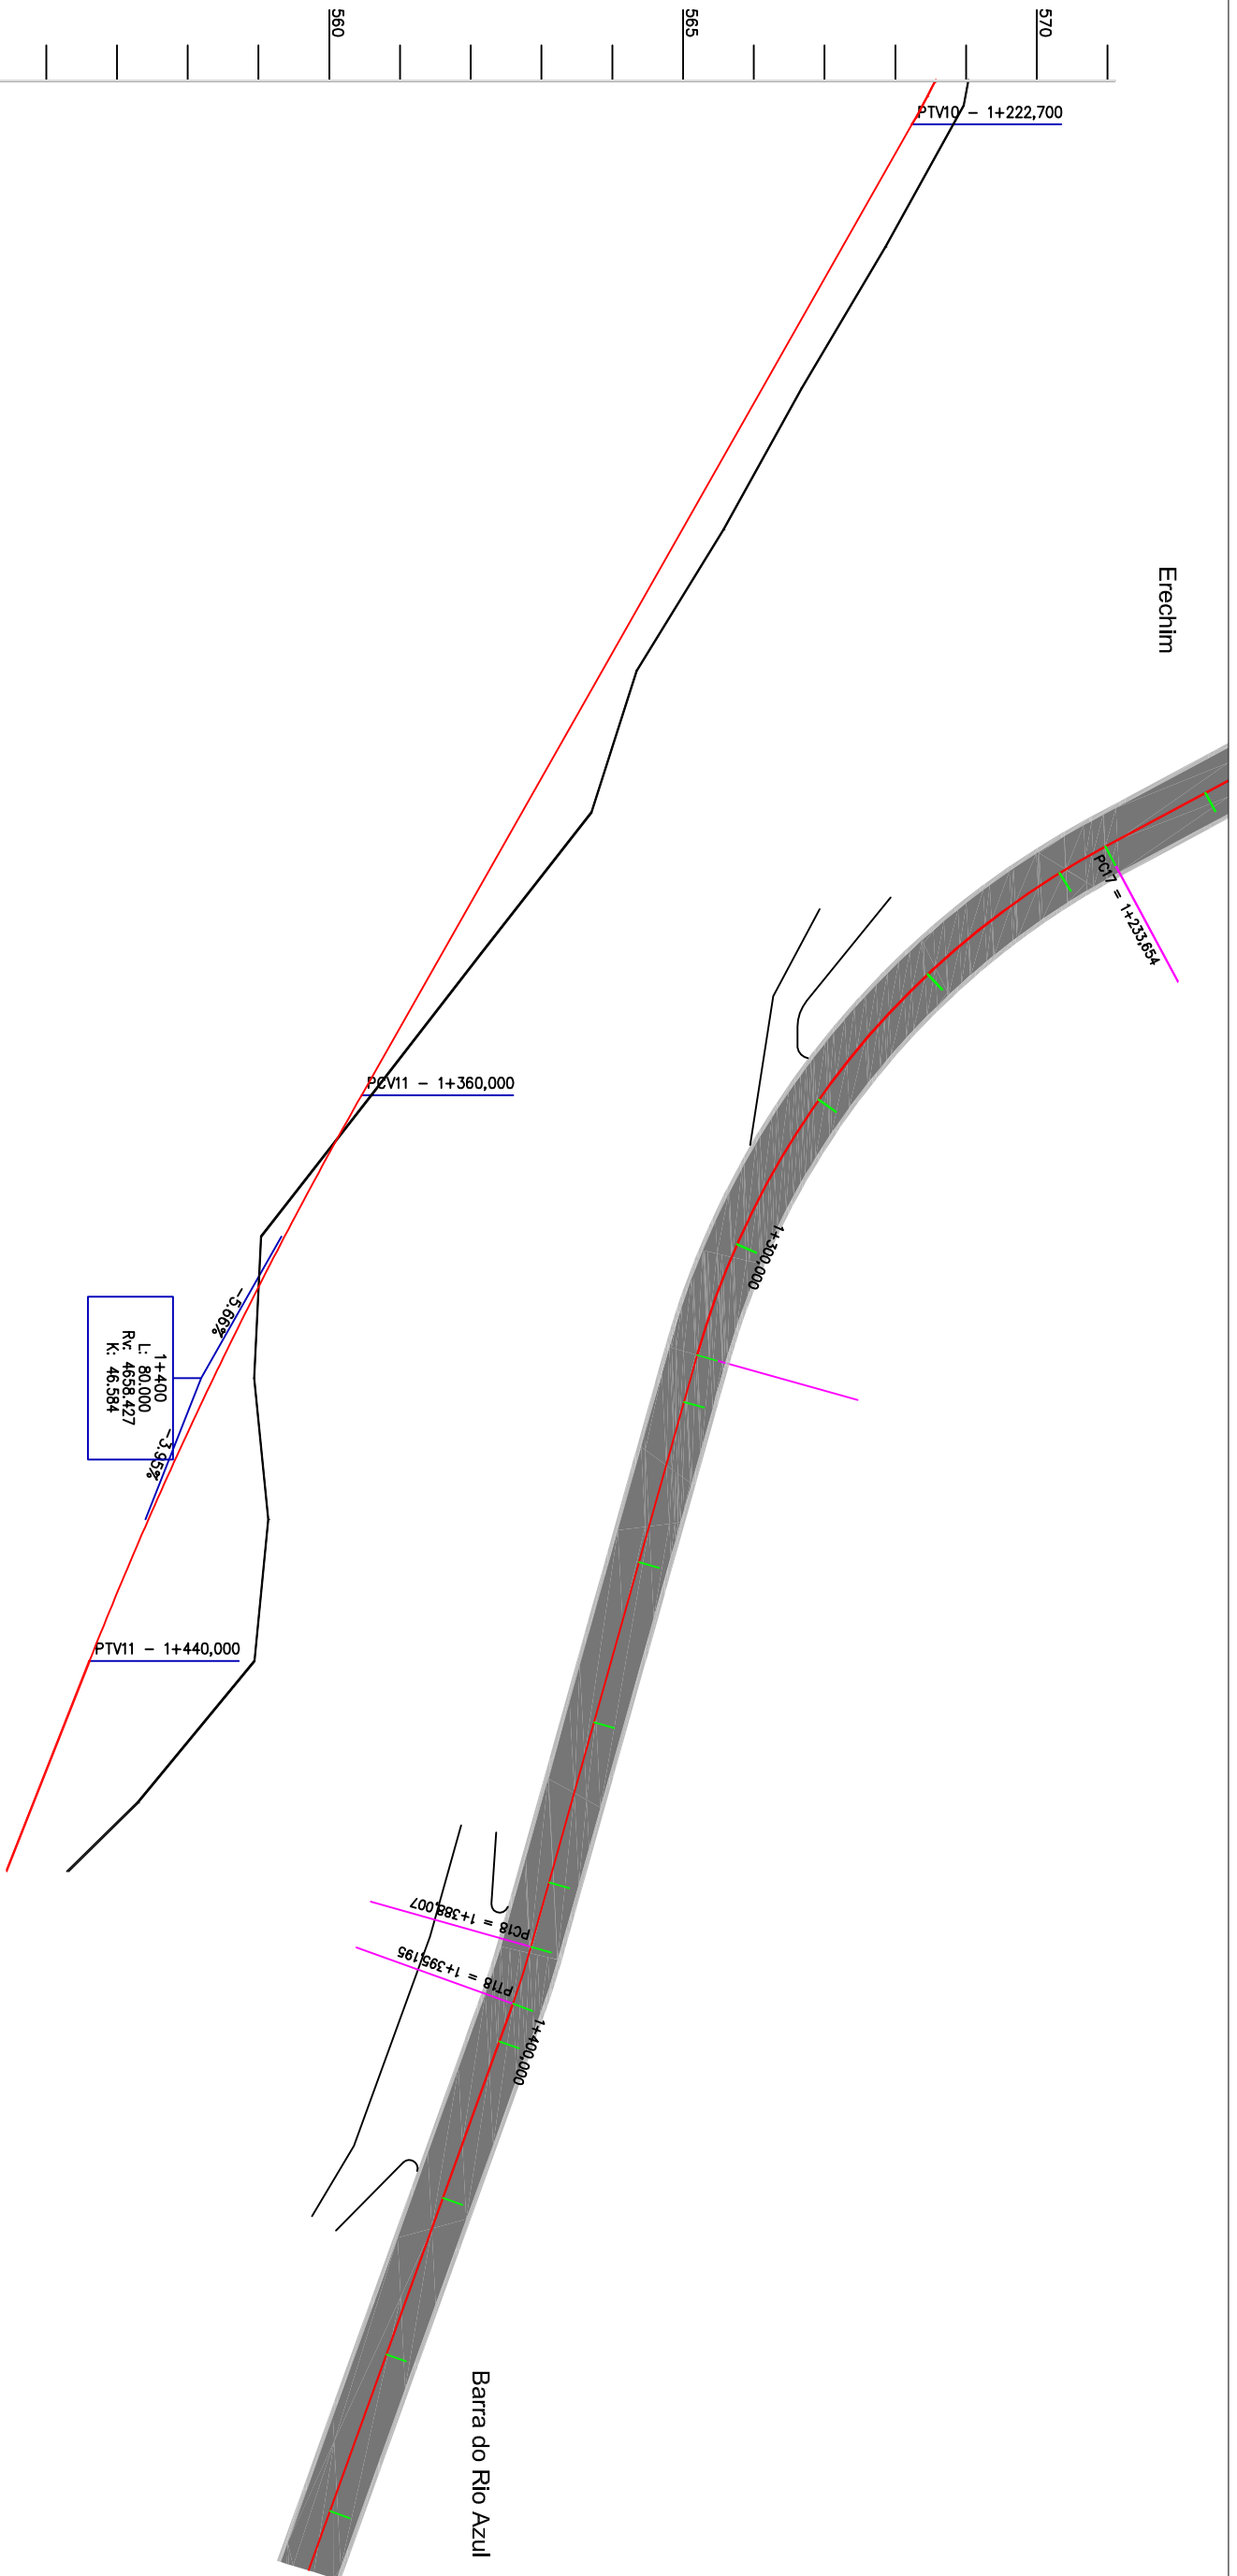 560
565
570
PTV10 - 1+222,700
Erechim
PC17 = 1+233,654
PCV11 - 1+360,000
1+300,000
-5.66%
1+400
L: 80.000
Rv: 4658.427
K: 46.584
-3.95%
PTV11 - 1+440,000
PC18 = 1+388,007
PT18 = 1+395,195
1+400,000
Barra do Rio Azul